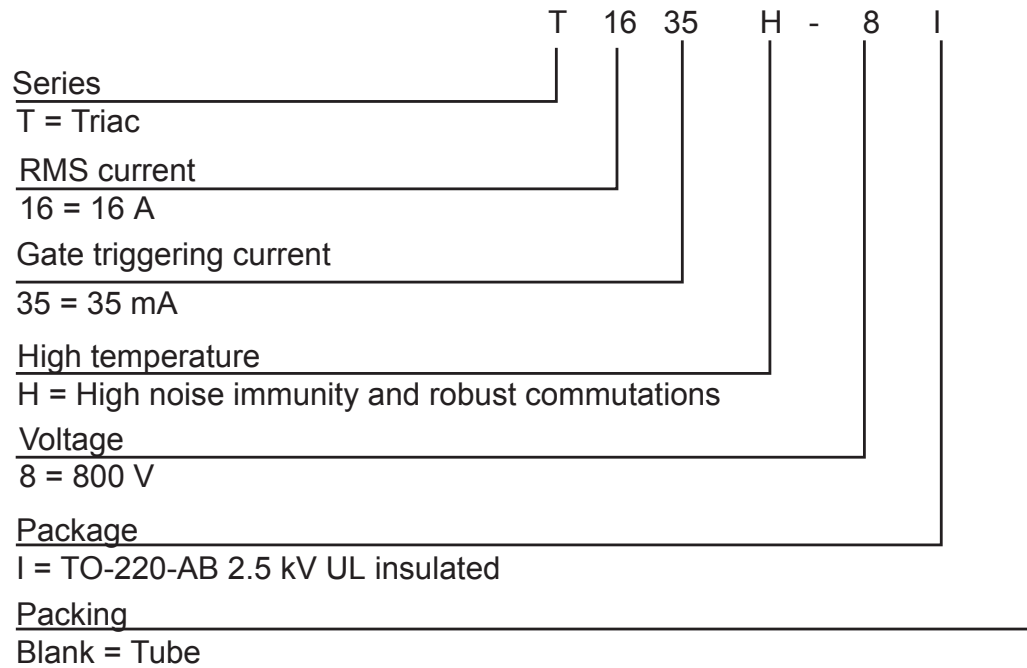 T 16 35 H - 8 I
Series
T = Triac
RMS current
16 = 16 A
Gate triggering current
35 = 35 mA
High temperature
H = High noise immunity and robust commutations
Voltage
8 = 800 V
Package
I = TO-220-AB 2.5 kV UL insulated
Packing
Blank = Tube